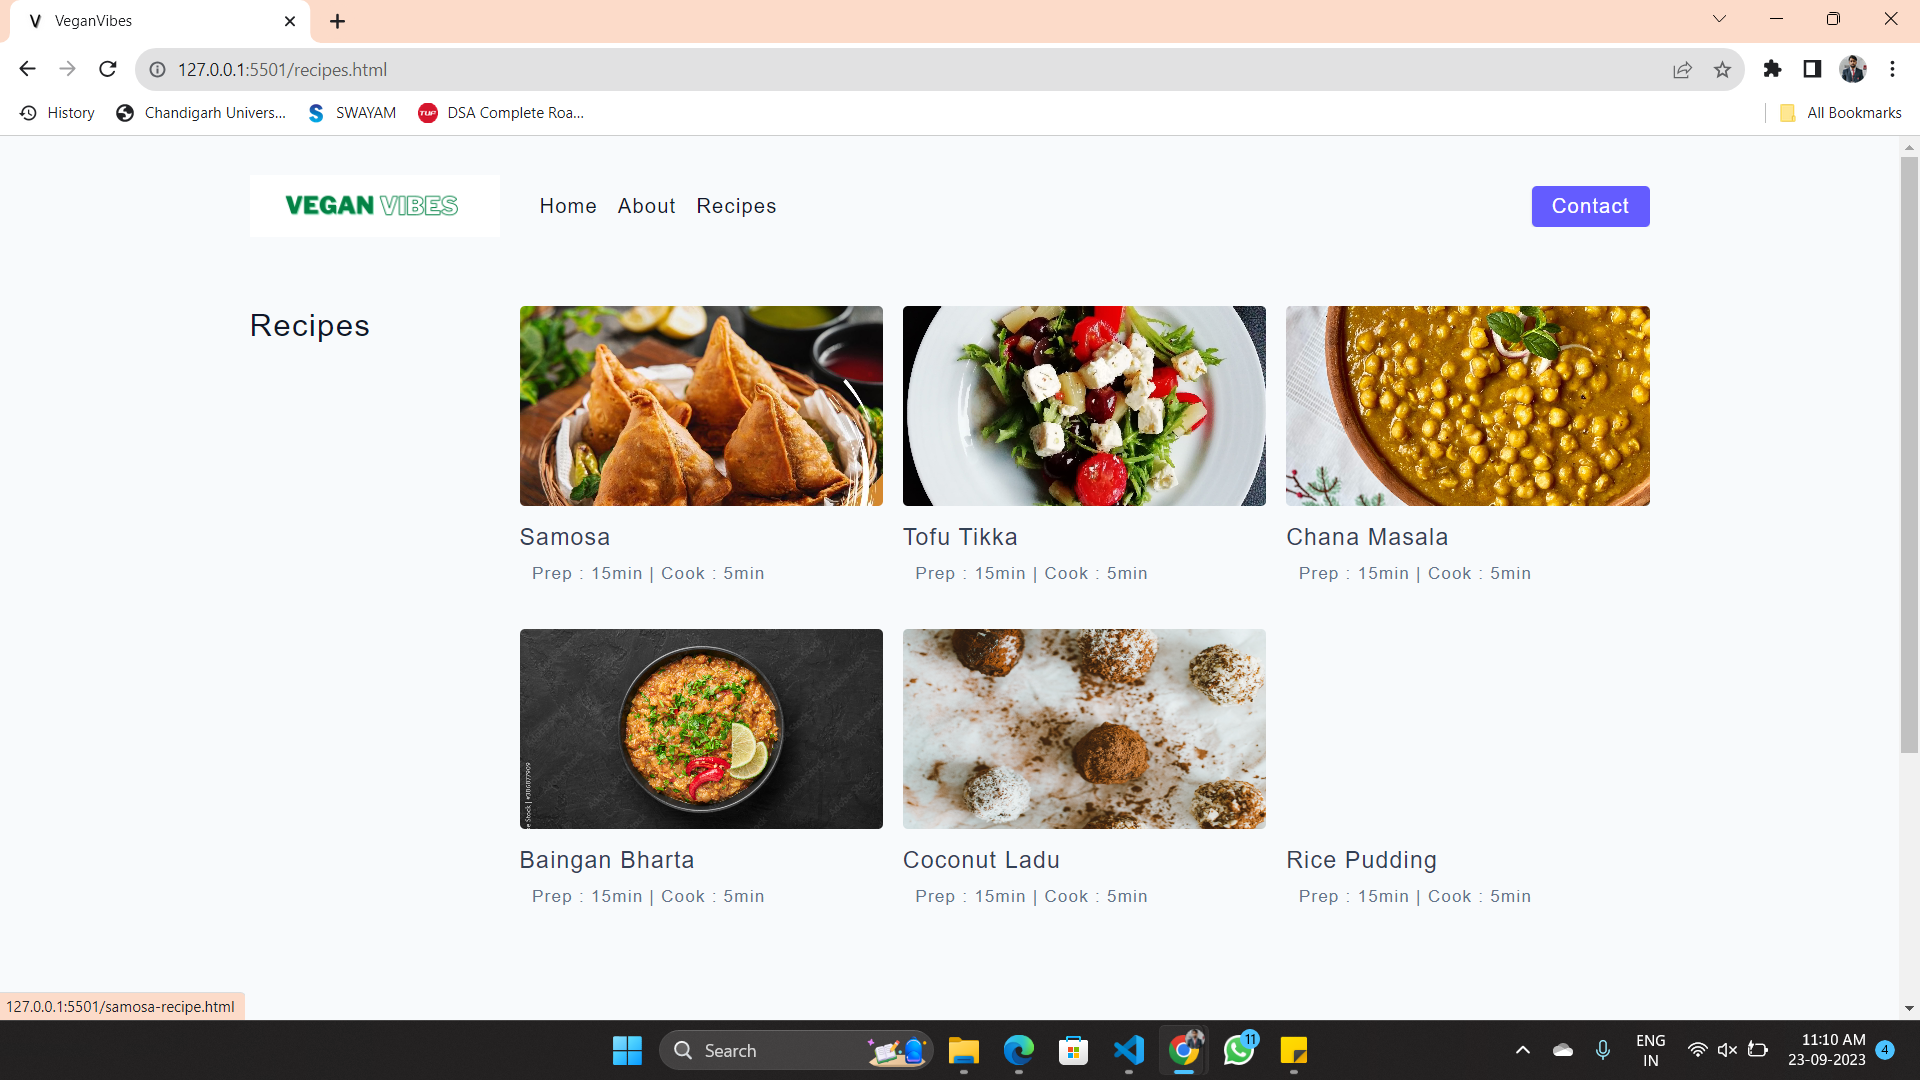 VeganVibes
127.0.0.1:5501/recipes.html
History
Chandigarh Univers...
SWAYAM
TUF
DSA Complete Roa...
All Bookmarks
VEGAN VIBES
Home
About
Recipes
Contact
Recipes
Samosa
Prep : 15min | Cook : 5min
Tofu Tikka
Prep : 15min | Cook : 5min
Chana Masala
Prep : 15min | Cook : 5min
Baingan Bharta
Prep : 15min | Cook : 5min
Coconut Ladu
Prep : 15min | Cook : 5min
Rice Pudding
Prep : 15min | Cook : 5min
127.0.0.1:5501/samosa-recipe.html
Search
11
ENG
IN
11:10 AM
23-09-2023
4